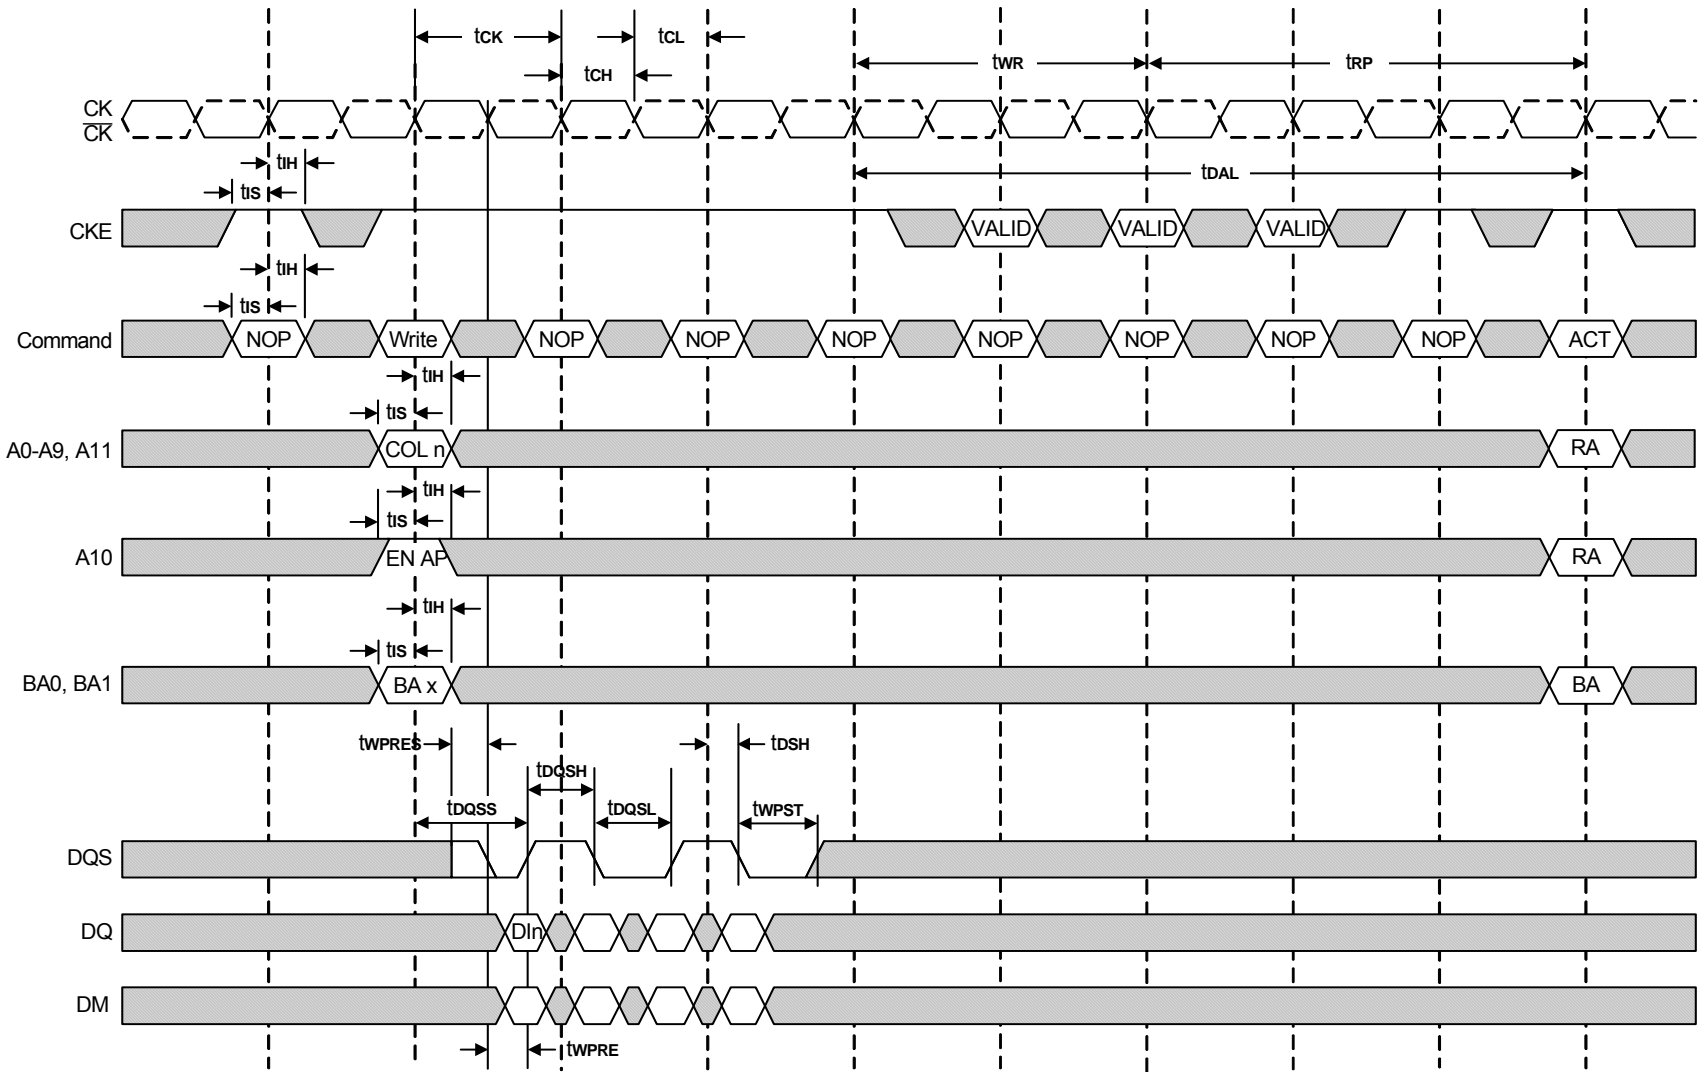 tCK
tCL
tCH
tWR
tRP
CK
CK
tIH
tIS
tDAL
CKE
VALID
VALID
VALID
tIH
tIS
Command
NOP
Write
NOP
NOP
NOP
NOP
NOP
NOP
NOP
ACT
tIH
tIS
A0-A9, A11
COL n
RA
tIH
tIS
A10
EN AP
RA
tIH
tIS
BA0, BA1
BA x
BA
tWPRES
tDSH
tDQSH
tDQSS
tDQSL
tWPST
DQS
DQ
DIn
DM
tWPRE